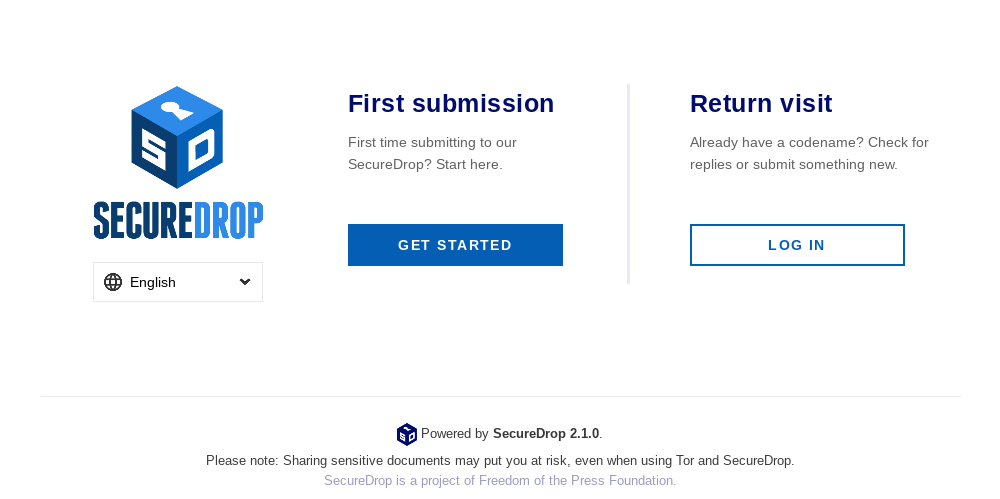 SECUREDROP
English
First submission
First time submitting to our
SecureDrop? Start here.
GET STARTED
Return visit
Already have a codename? Check for
replies or submit something new.
LOG IN
Powered by SecureDrop 2.1.0.
Please note: Sharing sensitive documents may put you at risk, even when using Tor and SecureDrop.
SecureDrop is a project of Freedom of the Press Foundation.